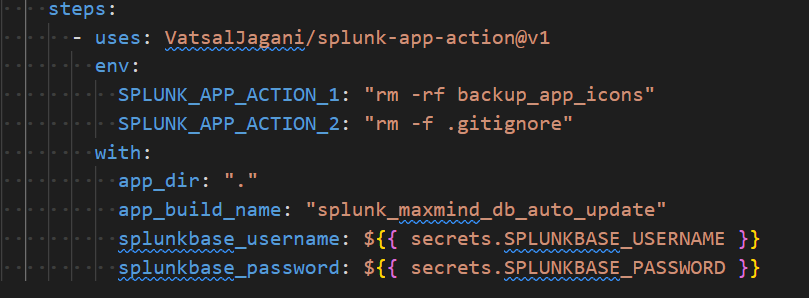 steps:
- uses: VatsalJagani/splunk-app-action@v1
env:
SPLUNK_APP_ACTION_1: "rm -rf backup_app_icons"
SPLUNK_APP_ACTION_2: "rm -f .gitignore"
with:
app_dir: "."
app_build_name: "splunk_maxmind_db_auto_update"
splunkbase_username: ${{ secrets.SPLUNKBASE_USERNAME }}
splunkbase_password: ${{ secrets.SPLUNKBASE_PASSWORD }}